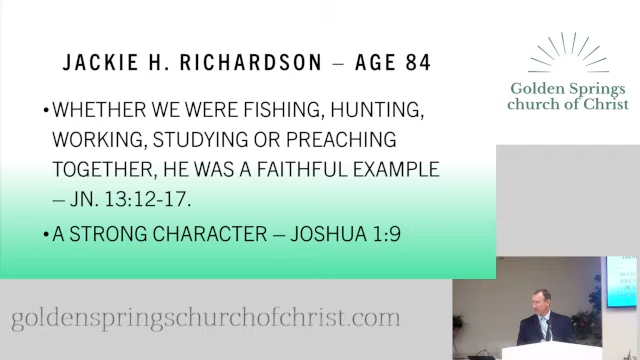 JACKIE H. RICHARDSON – AGE 84
•WHETHER WE WERE FISHING, HUNTING,
WORKING, STUDYING OR PREACHING
TOGETHER, HE WAS A FAITHFUL EXAMPLE
– JN. 13:12-17.
•A STRONG CHARACTER – JOSHUA 1:9
Golden Springs
church of Christ
goldenspringschurchofchrist.com